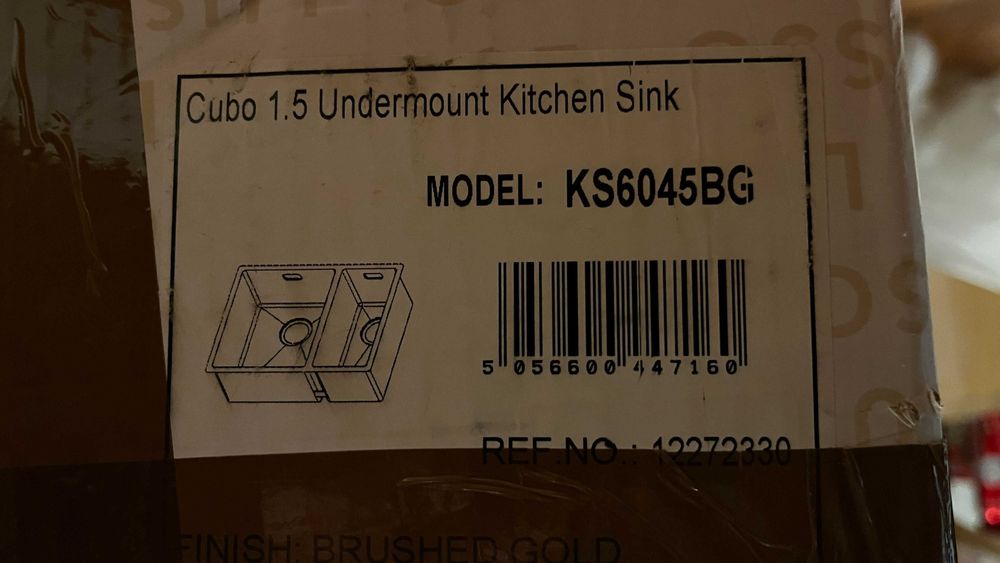 Cubo 1.5 Undermount Kitchen Sink
MODEL: KS6045BG
5 056600 447160
REF.NO.: 12272330
FINISH: BRUSHED GOLD